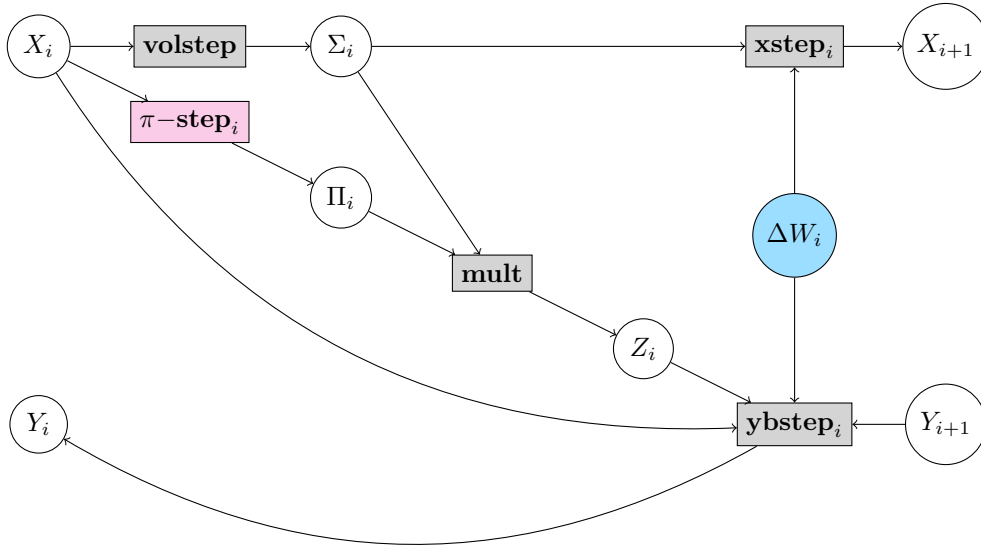 X_i
volstep
Σ_i
xstep_i
X_{i+1}
π−step_i
Π_i
ΔW_i
mult
Z_i
Y_i
ybstep_i
Y_{i+1}